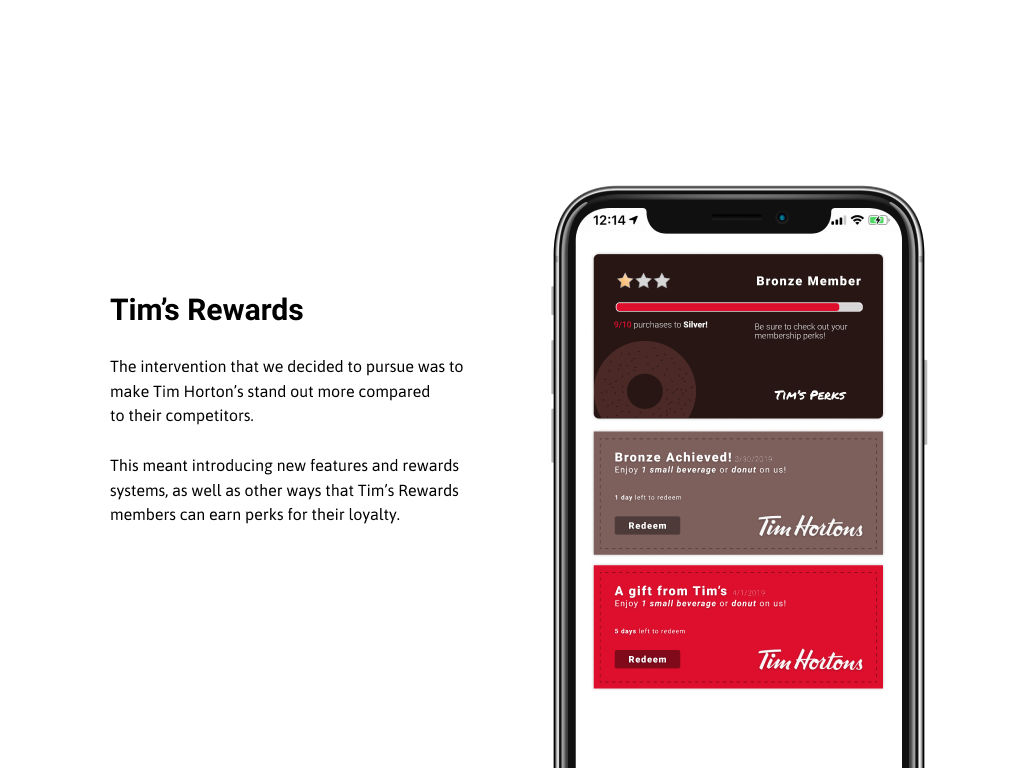 Tim's Rewards
The intervention that we decided to pursue was to
make Tim Horton's stand out more compared
to their competitors.
This meant introducing new features and rewards
systems, as well as other ways that Tim's Rewards
members can earn perks for their loyalty.
12:14
Bronze Member
9/10 purchases to Silver!
Be sure to check out your
membership perks!
Tim's Perks
Bronze Achieved! 3/30/2019
Enjoy 1 small beverage or donut on us!
1 day left to redeem
Redeem
Tim Hortons
A gift from Tim's 4/1/2019
Enjoy 1 small beverage or donut on us!
5 days left to redeem
Redeem
Tim Hortons